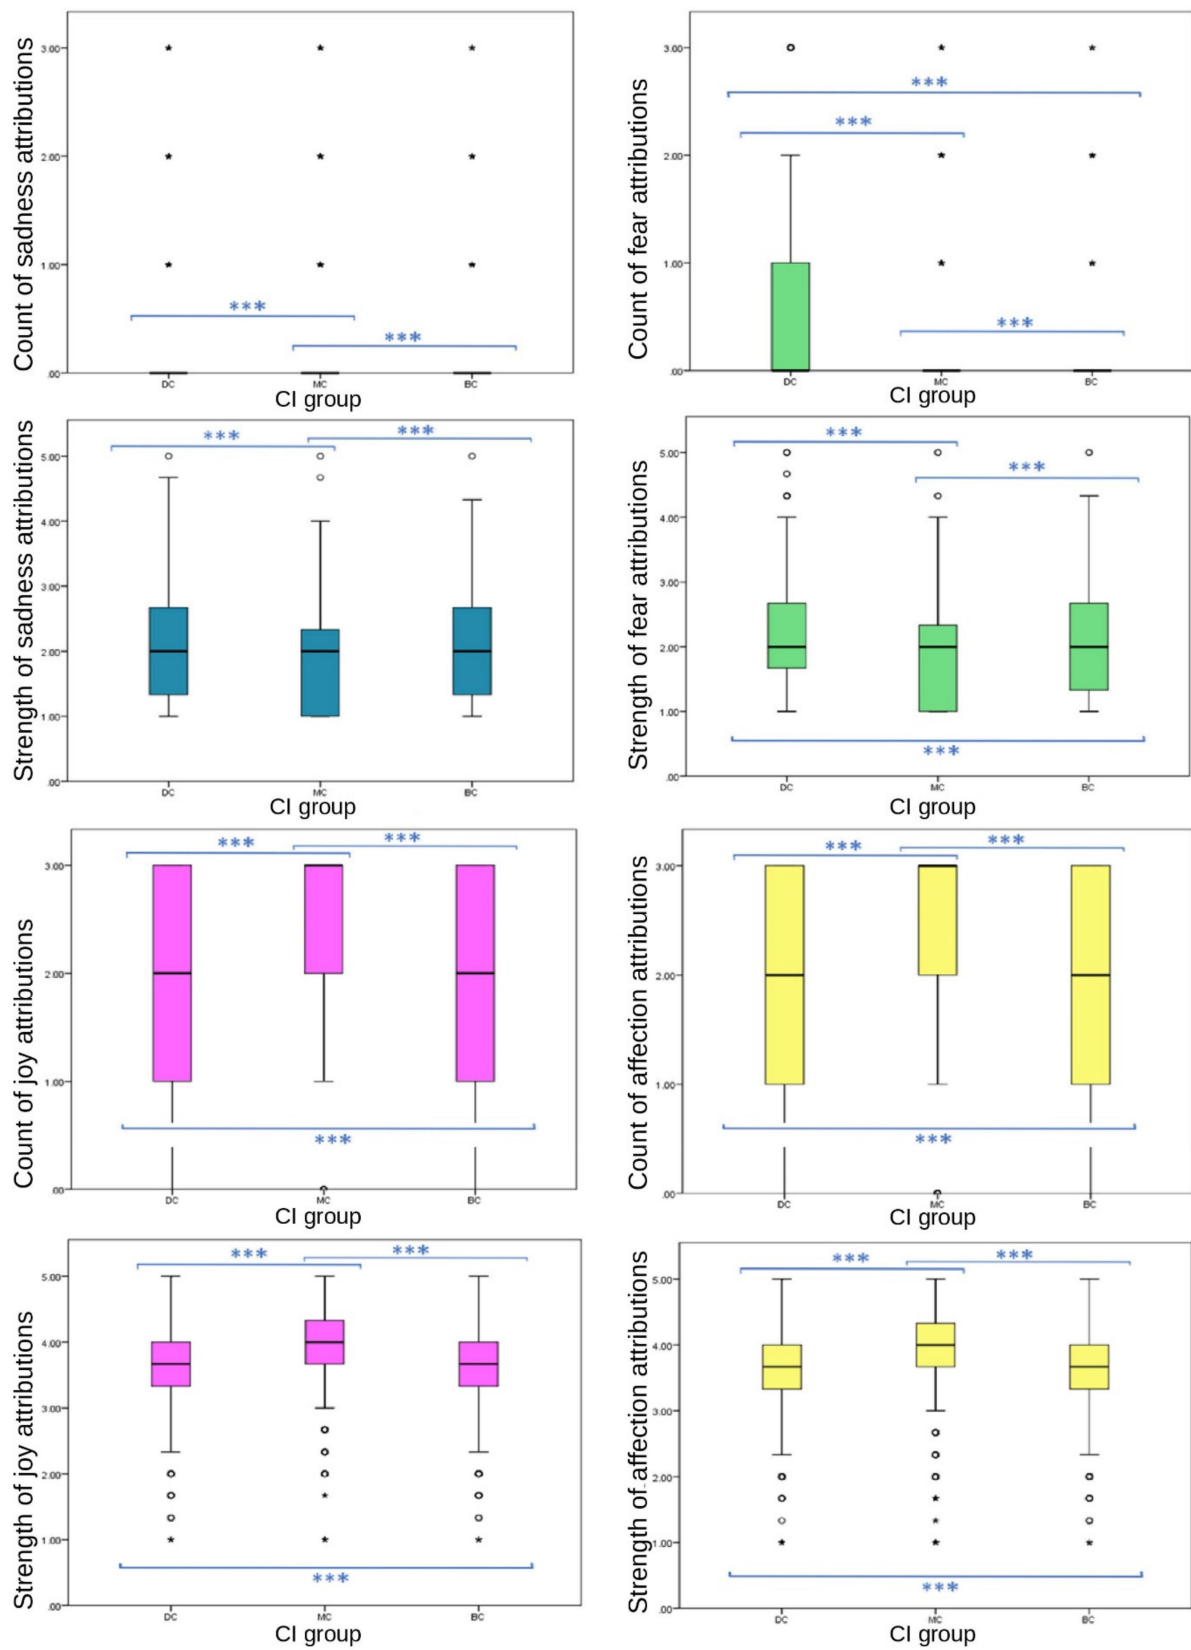 Count of sadness attributions
3.00
2.00
1.00
.00
***
***
DC MC BC
CI group
Count of fear attributions
3.00
2.00
1.00
.00
***
***
***
DC MC BC
CI group
Strength of sadness attributions
5.00
4.00
3.00
2.00
1.00
.00
***
***
DC MC BC
CI group
Strength of fear attributions
5.00
4.00
3.00
2.00
1.00
.00
***
***
***
DC MC BC
CI group
Count of joy attributions
3.00
2.00
1.00
.00
***
***
***
DC MC BC
CI group
Count of affection attributions
3.00
2.00
1.00
.00
***
***
***
DC MC BC
CI group
Strength of joy attributions
5.00
4.00
3.00
2.00
1.00
.00
***
***
***
DC MC BC
CI group
Strength of affection attributions
5.00
4.00
3.00
2.00
1.00
.00
***
***
***
DC MC BC
CI group